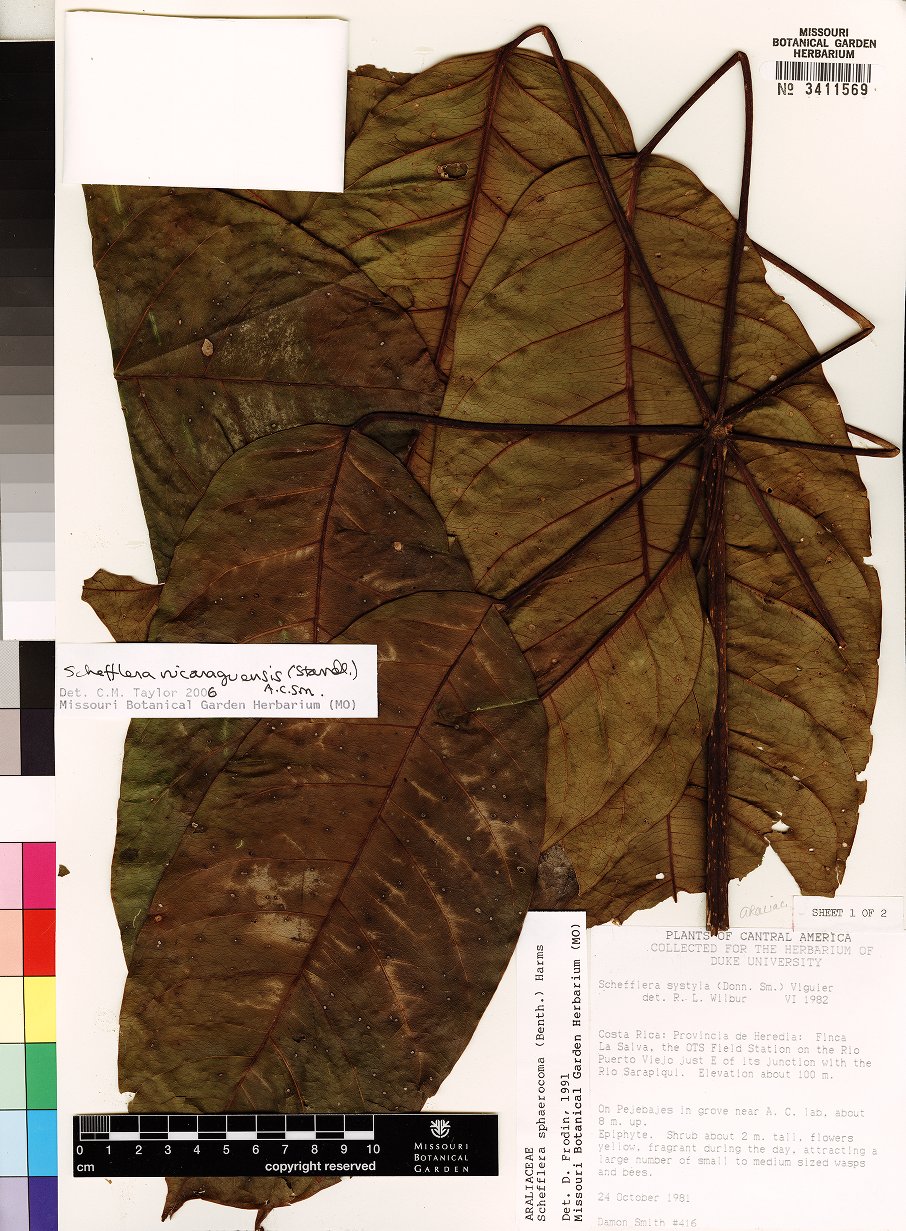 MISSOURI
BOTANICAL GARDEN
HERBARIUM
No 3411569
Schefflera nicaraguensis (Standl.)
A.C.Sm.
Det. C.M. Taylor 2006
Missouri Botanical Garden Herbarium (MO)
Araliac.
SHEET 1 OF 2
PLANTS OF CANTRAL AMERICA
COLLECTED FOR THE HERBARIUM OF
DUKE UNIVERSITY
Schefflera systyla (Donn. Sm.) Viguier
det. R. L. Wilbur VI 1982
Costa Rica: Provincia de Heredia: Finca
La Salva, the OTS Field Station on the Rio
Puerto Viejo just E of its junction with the
Rio Sarapiqui. Elevation about 100 m.
On Pejebajes in grove near A. C. lab, about
8 m. up.
Epiphyte. Shrub about 2 m. tall, flowers
yellow, fragrant during the day, attracting a
large number of small to medium sized wasps
and bees.
24 October 1981
Damon Smith #416
ARALIACEAE
Schefflera sphaerocoma (Benth.) Harms
Det. D. Frodin, 1991
Missouri Botanical Garden Herbarium (MO)
0 1 2 3 4 5 6 7 8 9 10
cm
copyright reserved
MISSOURI
BOTANICAL
GARDEN